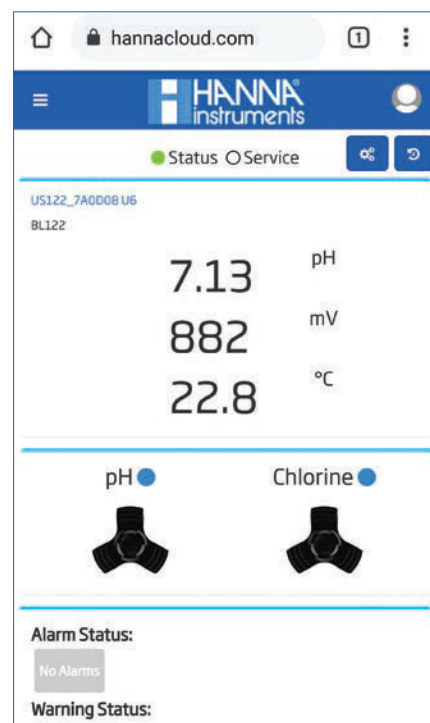 hannacloud.com 1
HANNA
instruments
Status Service
US122_7A0D08 U6
BL122
7.13 pH
882 mV
22.8 °C
pH Chlorine
Alarm Status:
No Alarms
Warning Status: